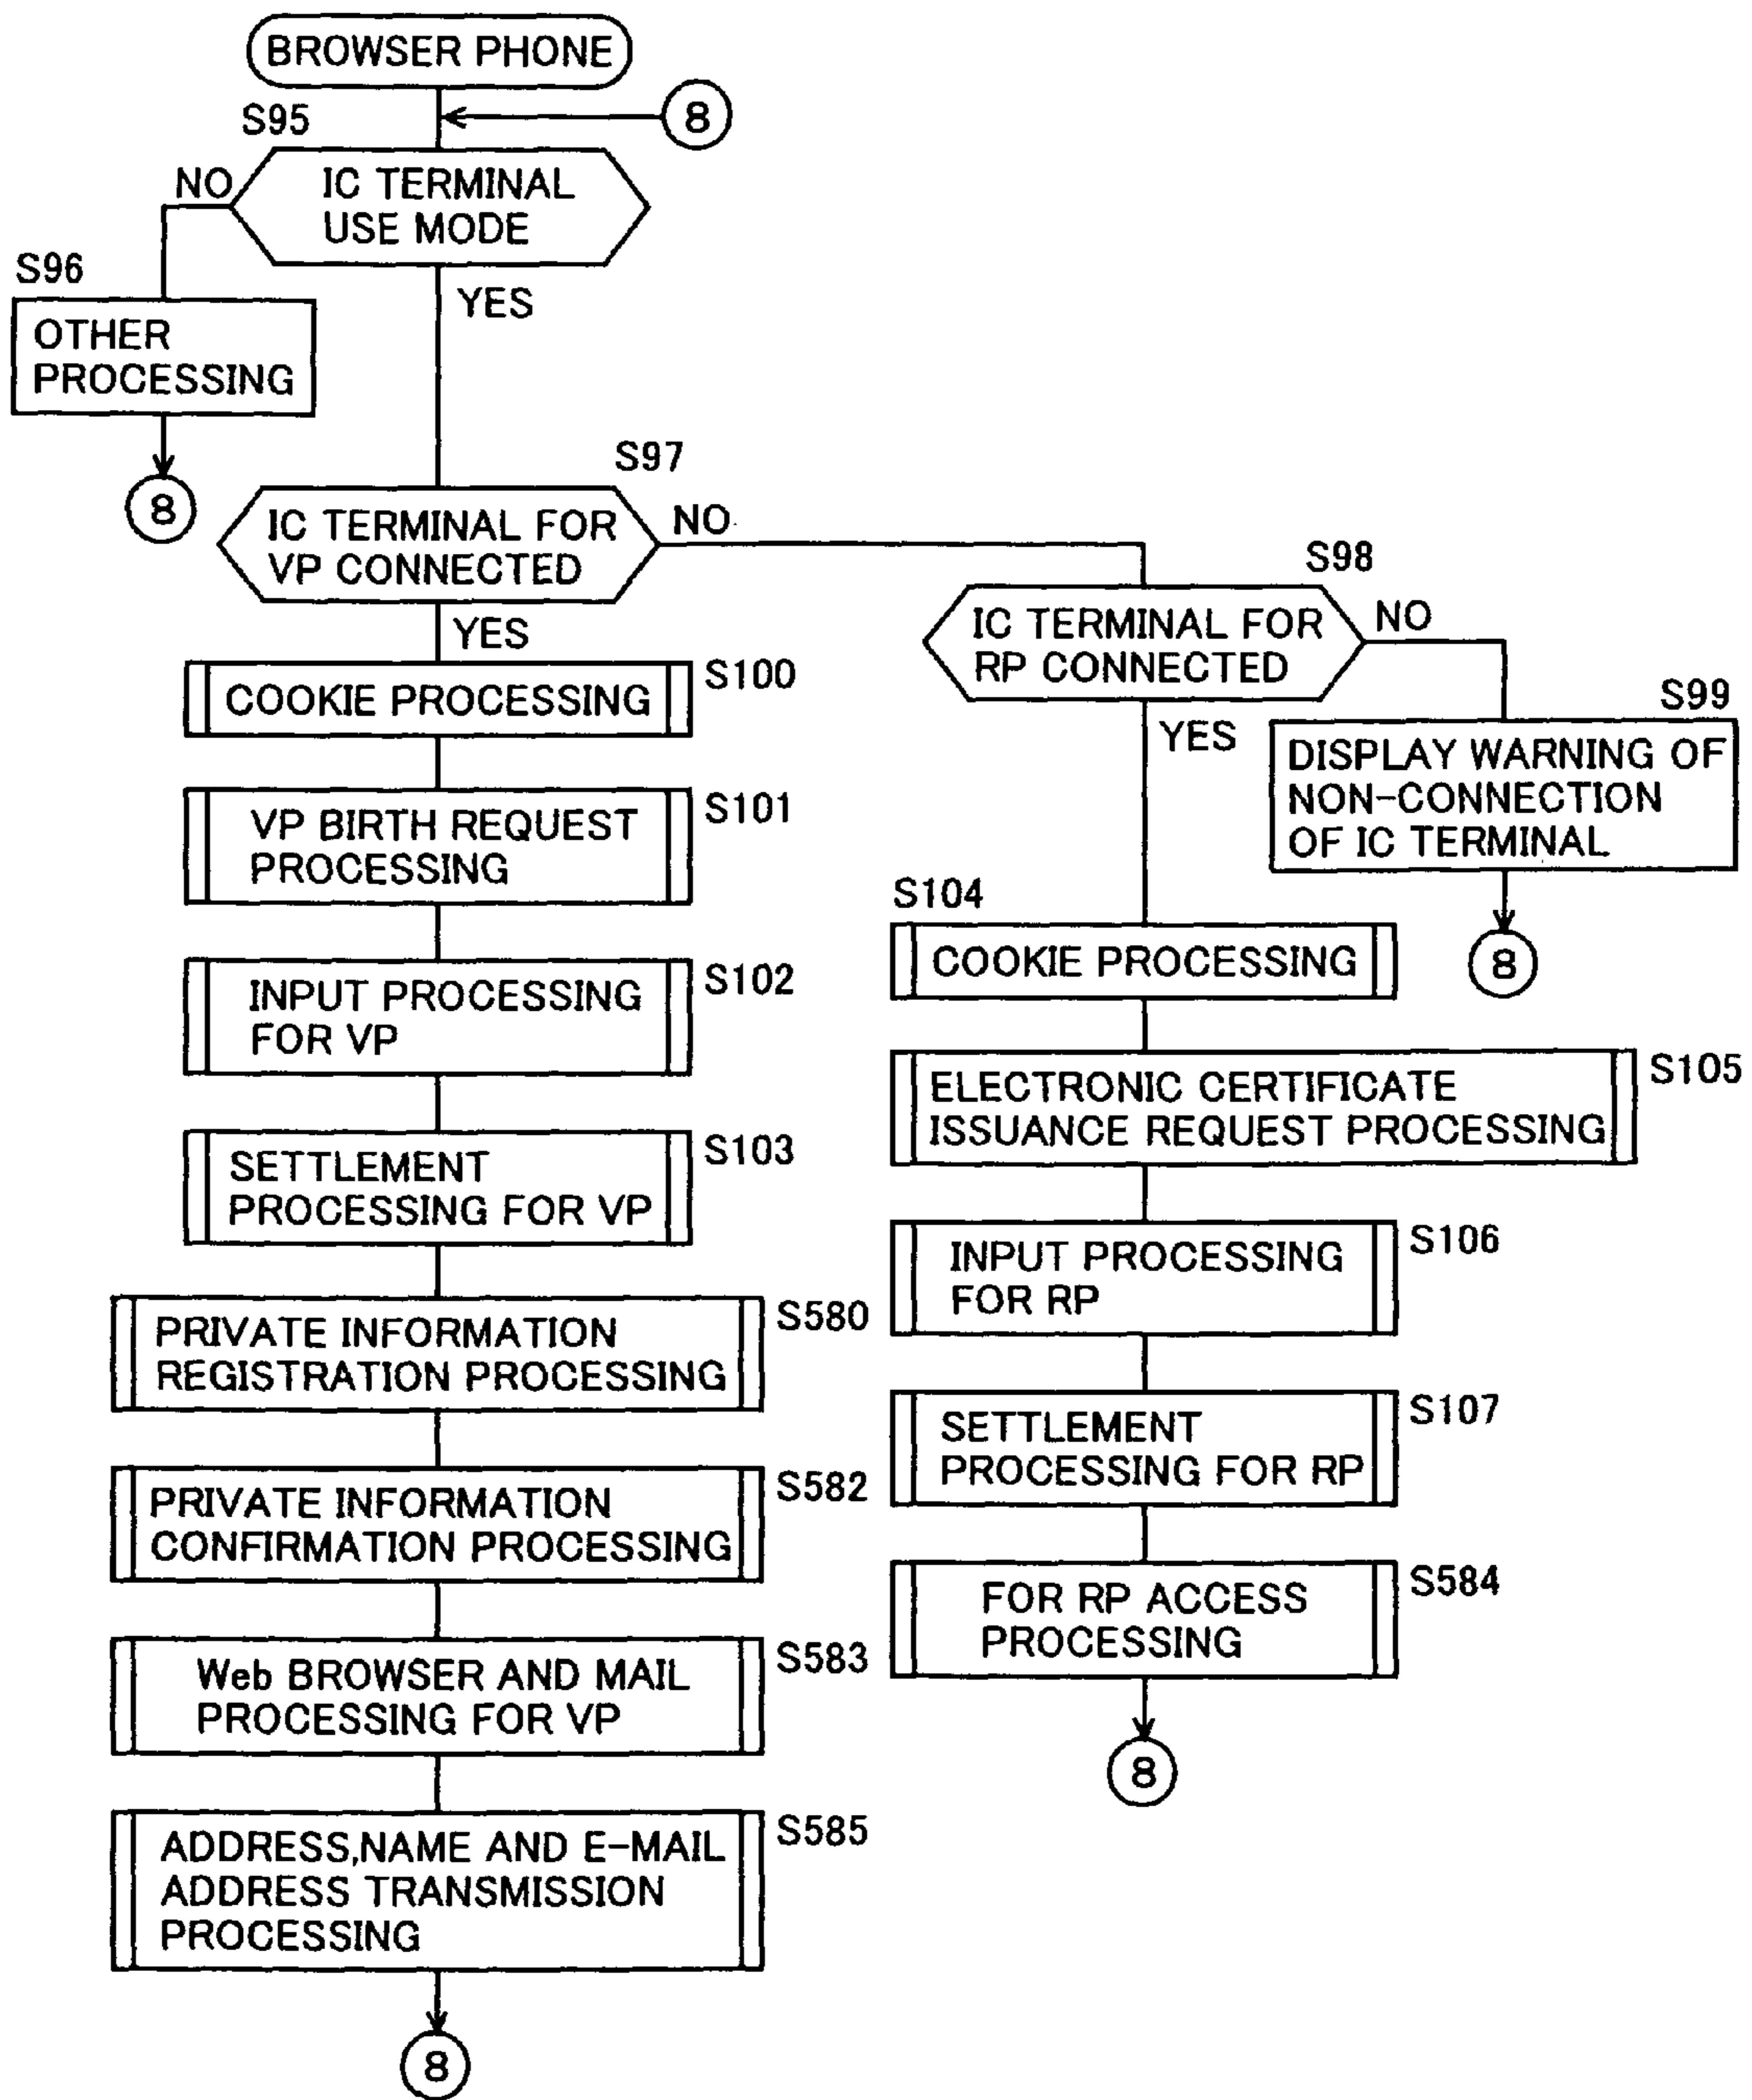 BROWSER PHONE
8
S95
IC TERMINAL
USE MODE
NO
YES
S96
OTHER
PROCESSING
8
S97
IC TERMINAL FOR
VP CONNECTED
NO
YES
S98
IC TERMINAL FOR
RP CONNECTED
NO
YES
S99
DISPLAY WARNING OF
NON-CONNECTION
OF IC TERMINAL
8
COOKIE PROCESSING
S100
VP BIRTH REQUEST
PROCESSING
S101
INPUT PROCESSING
FOR VP
S102
SETTLEMENT
PROCESSING FOR VP
S103
PRIVATE INFORMATION
REGISTRATION PROCESSING
S580
PRIVATE INFORMATION
CONFIRMATION PROCESSING
S582
Web BROWSER AND MAIL
PROCESSING FOR VP
S583
ADDRESS,NAME AND E-MAIL
ADDRESS TRANSMISSION
PROCESSING
S585
8
S104
COOKIE PROCESSING
ELECTRONIC CERTIFICATE
ISSUANCE REQUEST PROCESSING
S105
INPUT PROCESSING
FOR RP
S106
SETTLEMENT
PROCESSING FOR RP
S107
FOR RP ACCESS
PROCESSING
S584
8